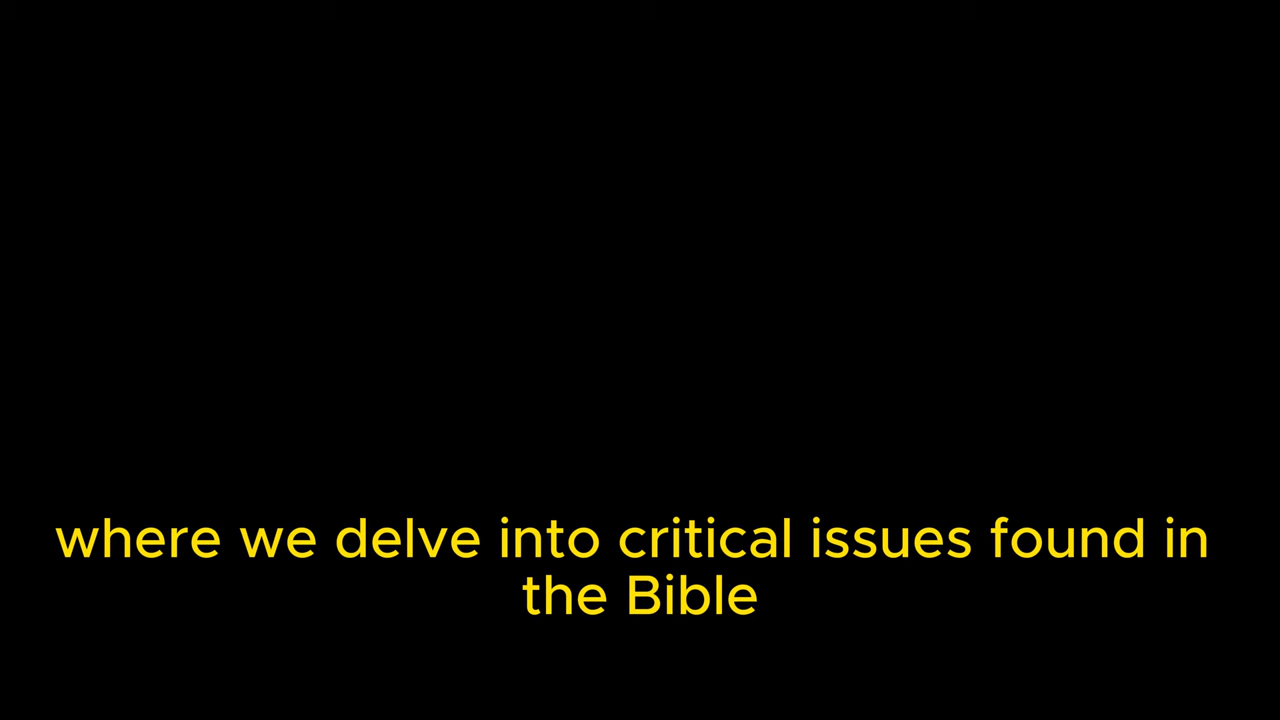 where we delve into critical issues found in
the Bible